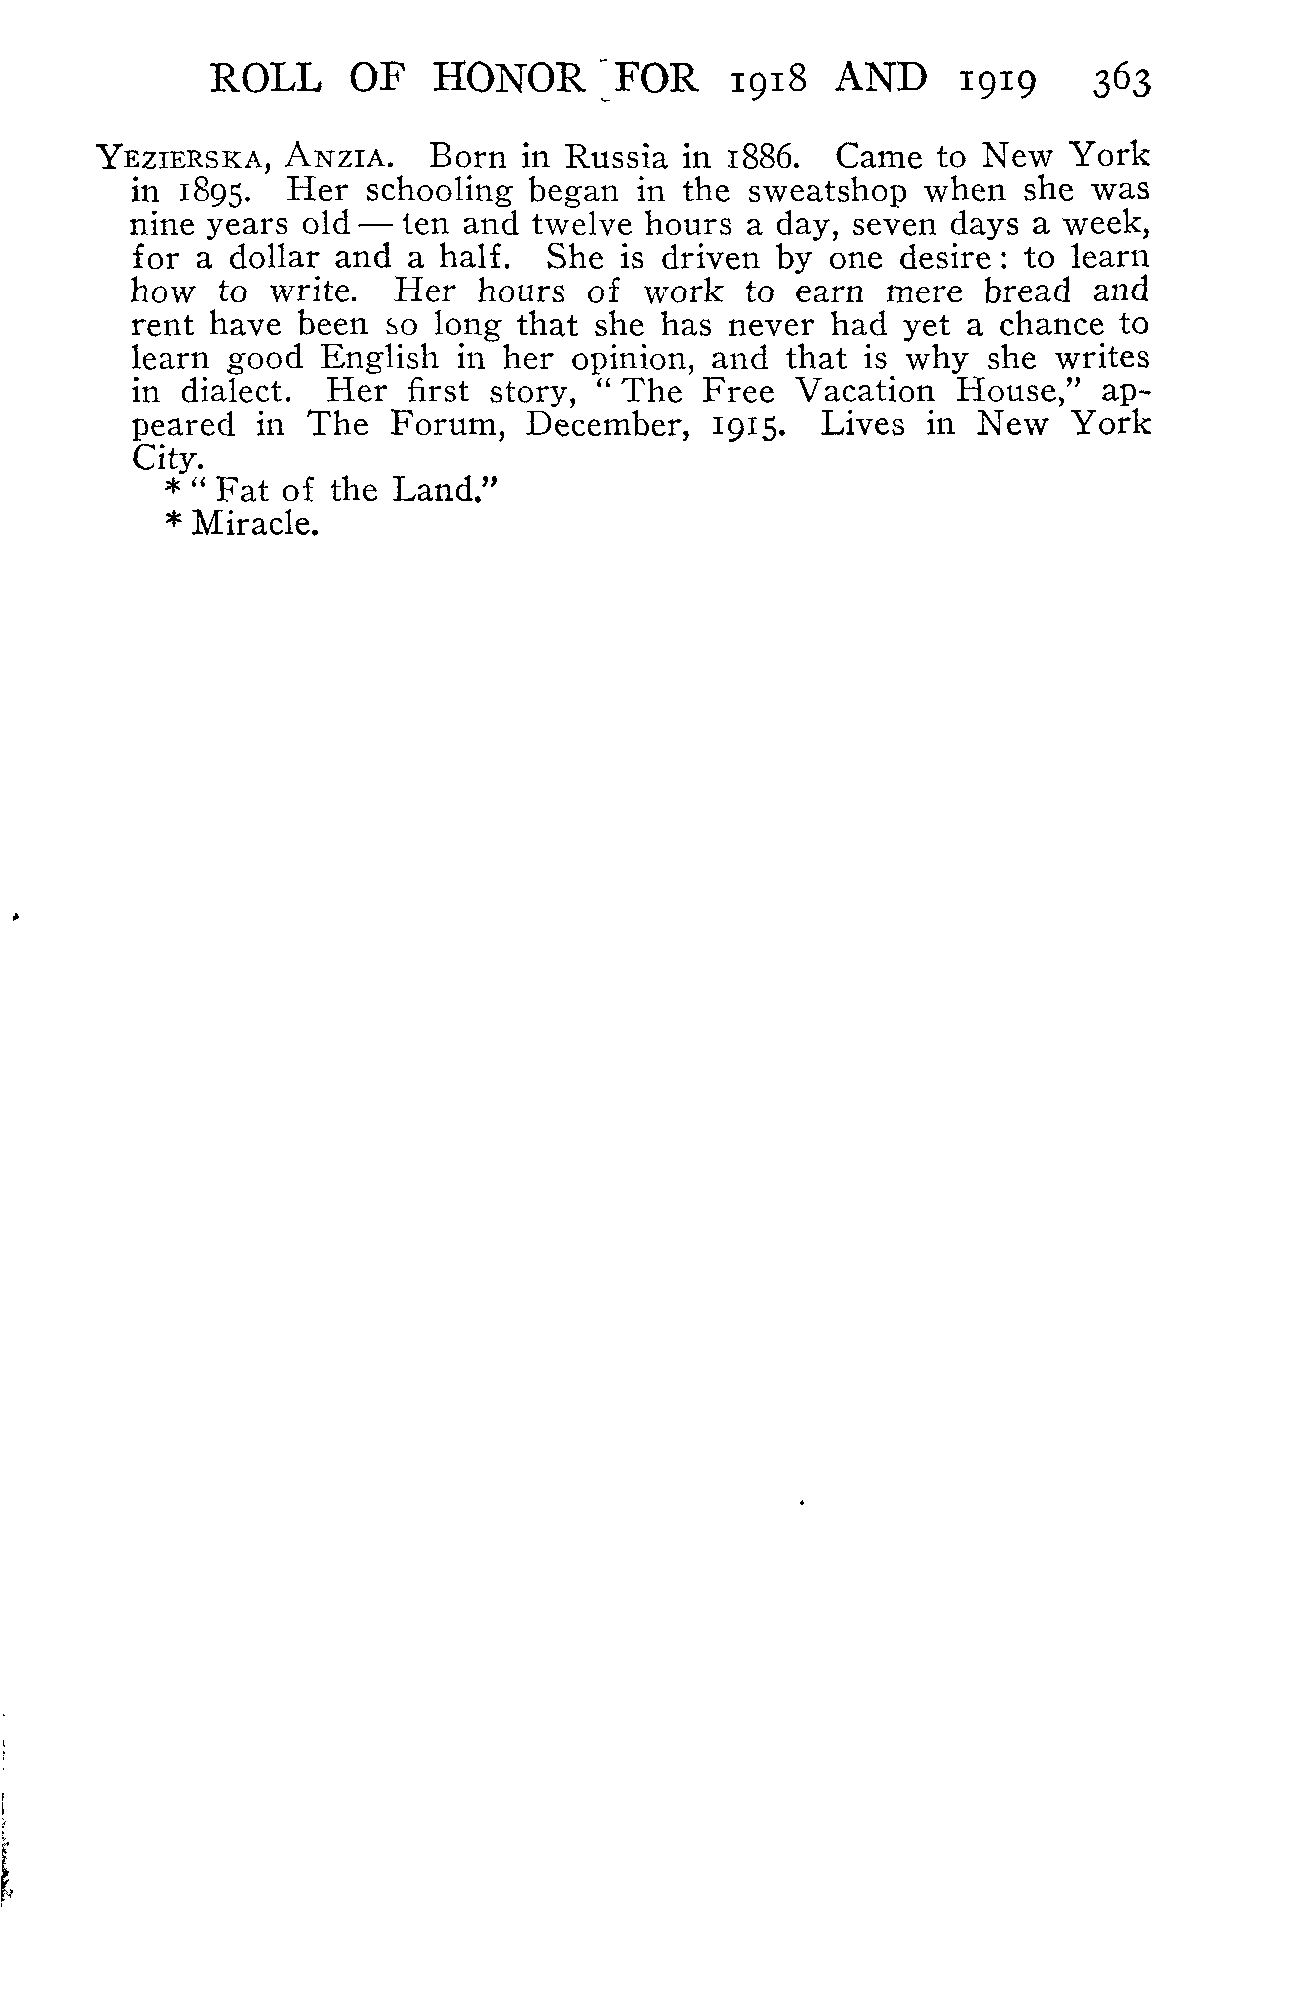 ROLL OF HONOR FOR 1918 AND 1919 363
YEZIERSKA, ANZIA. Born in Russia in 1886. Came to New York
in 1895. Her schooling began in the sweatshop when she was
nine years old — ten and twelve hours a day, seven days a week,
for a dollar and a half. She is driven by one desire: to learn
how to write. Her hours of work to earn mere bread and
rent have been so long that she has never had yet a chance to
learn good English in her opinion, and that is why she writes
in dialect. Her first story, "The Free Vacation House," ap-
peared in The Forum, December, 1915. Lives in New York
City.
* "Fat of the Land."
* Miracle.